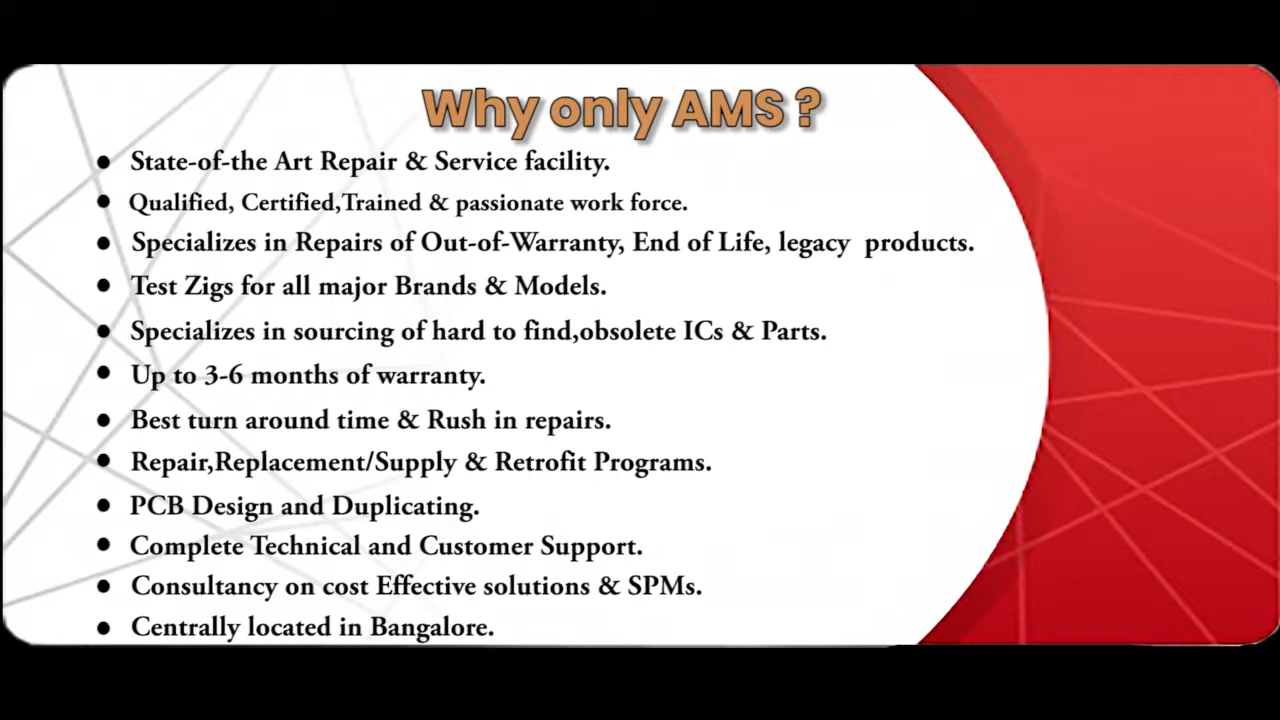 Why only AMS ?
• State-of-the Art Repair & Service facility.
• Qualified, Certified,Trained & passionate work force.
• Specializes in Repairs of Out-of-Warranty, End of Life, legacy  products.
• Test Zigs for all major Brands & Models.
• Specializes in sourcing of hard to find,obsolete ICs & Parts.
• Up to 3-6 months of warranty.
• Best turn around time & Rush in repairs.
• Repair,Replacement/Supply & Retrofit Programs.
• PCB Design and Duplicating.
• Complete Technical and Customer Support.
• Consultancy on cost Effective solutions & SPMs.
• Centrally located in Bangalore.